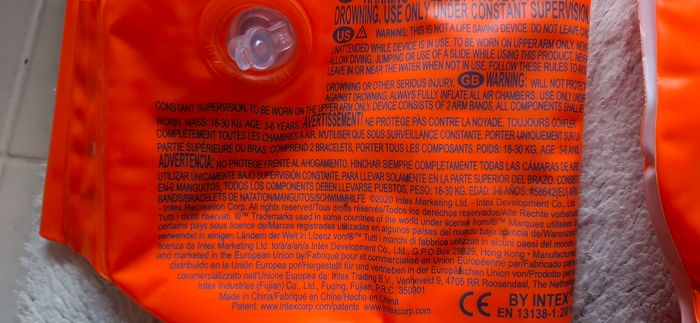 DROWNING. USE ONLY UNDER CONSTANT SUPERVISION
US WARNING: THIS IS NOT A LIFE SAVING DEVICE. DO NOT LEAVE CHI
UNATTENDED WHILE DEVICE IS IN USE. TO BE WORN ON UPPER ARM ONLY. NEVE
ALLOW DIVING, JUMPING OR USE OF A SLIDE WHILE USING THIS PRODUCT. NEVE
LEAVE IN OR NEAR THE WATER WHEN NOT IN USE. FOLLOW THESE RULES TO AVOID
DROWNING OR OTHER SERIOUS INJURY. GB WARNING: WILL NOT PROTECT
AGAINST DROWNING. ALWAYS FULLY INFLATE ALL AIR CHAMBERS. USE ONLY UNDER
CONSTANT SUPERVISION. TO BE WORN ON THE UPPER ARM ONLY. DEVICE CONSISTS OF 2 ARM BANDS, ALL COMPONENTS SHALL BE
WORN. MASS: 18-30 KG, AGE: 3-6 YEARS. AVERTISSEMENT! NE PROTÈGE PAS CONTRE LA NOYADE. TOUJOURS GONFLER
COMPLÈTEMENT TOUTES LES CHAMBRES À AIR. N'UTILISER QUE SOUS SURVEILLANCE CONSTANTE. PORTER UNIQUEMENT SUR LA
PARTIE SUPÉRIEURE DU BRAS. COMPREND 2 BRACELETS, PORTER TOUS LES COMPOSANTS. POIDS: 18-30 KG, AGE: 3-6 ANS.
ADVERTENCIA: NO PROTEGE FRENTE AL AHOGAMIENTO. HINCHAR SIEMPRE COMPLETAMENTE TODAS LAS CÁMARAS DE AIRE
UTILIZAR ÚNICAMENTE BAJO SUPERVISIÓN CONSTANTE. PARA LLEVAR SOLAMENTE EN LA PARTE SUPERIOR DEL BRAZO. CONSIS
EN 2 MANGUITOS, TODOS LOS COMPONENTES DEBEN LLEVARSE PUESTOS. PESO: 18-30 KG, EDAD: 3-6 AÑOS. #58642(EU) ARM
BANDS/BRACELETS DE NATATION/MANGUITOS/SCHWIMMHILFE ©2020 Intex Marketing Ltd. - Intex Development Co., Ltd.
- Intex Recreation Corp. All rights reserved/Tous droits réservés/Todos los derechos reservados/Alle Rechte vorbehalte
Tutti i diritti riservati. ®™ Trademarks used in some countries of the world under license from/®™ Marques utilisées d
certains pays sous licence de/Marcas registradas utilizadas en algunos países del mundo bajo licencia de/Warenzei
verwendet in einigen Ländern der Welt in Lizenz von/®™ Tutti i marchi di fabbrica utilizzati in alcuni paesi del mondo
licenza da Intex Marketing Ltd. to/à/a/an/a Intex Development Co., Ltd., G.P.O Box 28829, Hong Kong • Manufactur
and marketed in the European Union by/Fabriqué pour et commercialisé en Union Européenne par/Fabricado
distribuido en la Unión Europea por/Hergestellt für und vertrieben in der Europäischen Union von/Prodotto per e
commercializzato nell'Unione Europea da: Intex Trading B.V., Venneveld 9, 4705 RR Roosendaal, The Netherla
Intex Industries (Fujian) Co., Ltd., Fuqing, Fujian, P.R.C. 350301
Made in China/Fabriqué en Chine/Hecho en China
Patent: www.intexcorp.com/patents www.intexcorp.com
CE BY INTEX
EN 13138-1:20